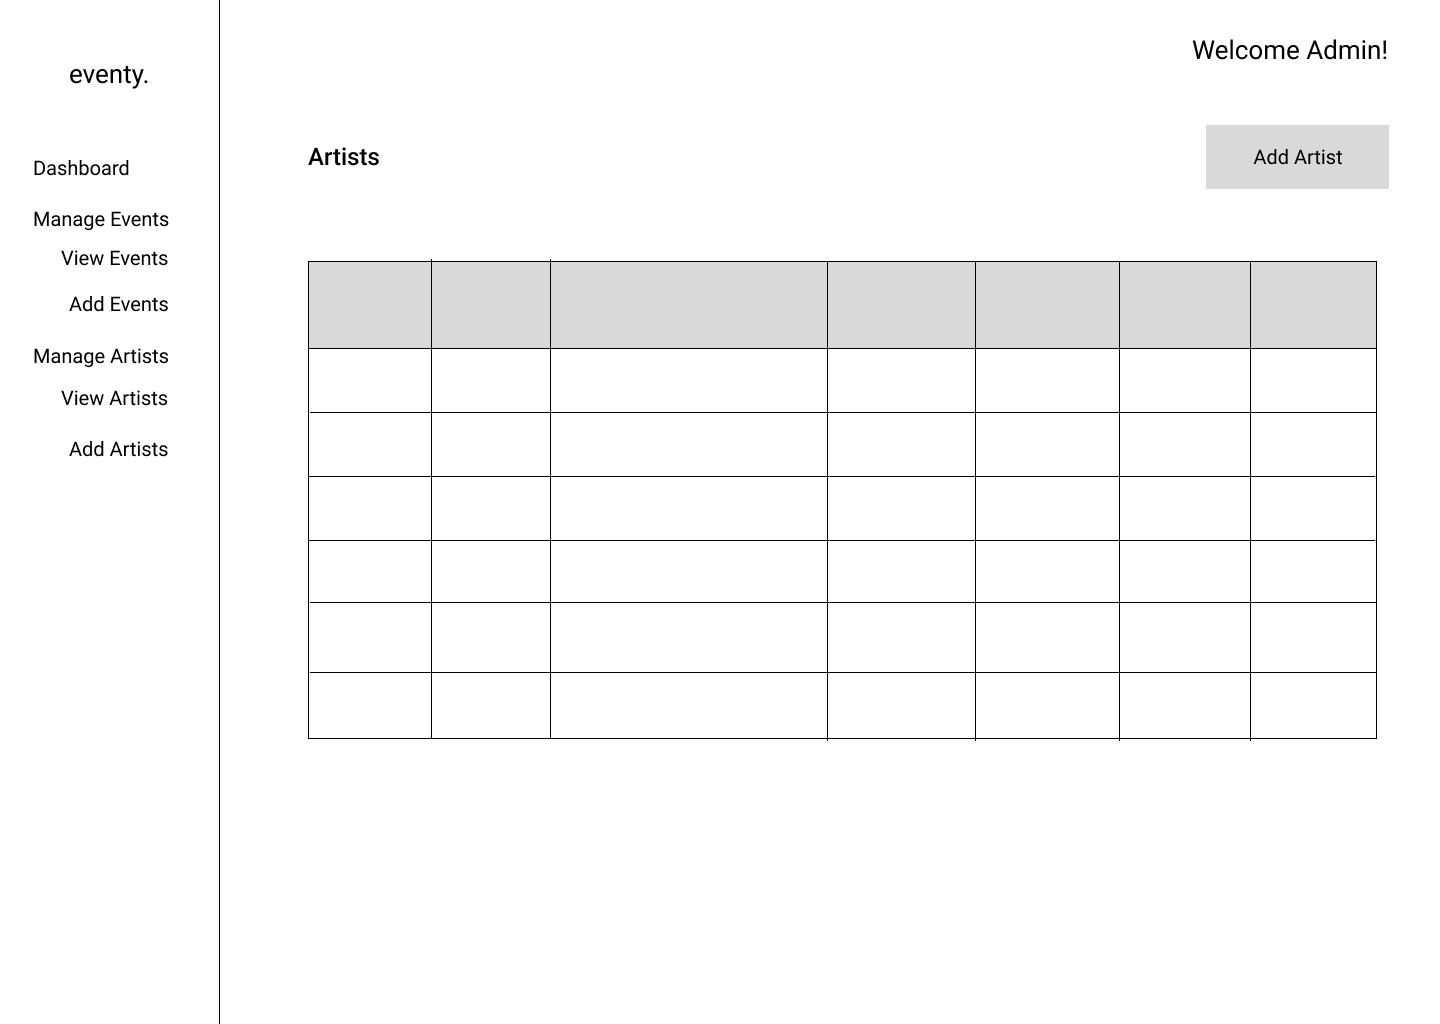 eventy.
Dashboard
Manage Events
View Events
Add Events
Manage Artists
View Artists
Add Artists
Welcome Admin!
Artists
Add Artist